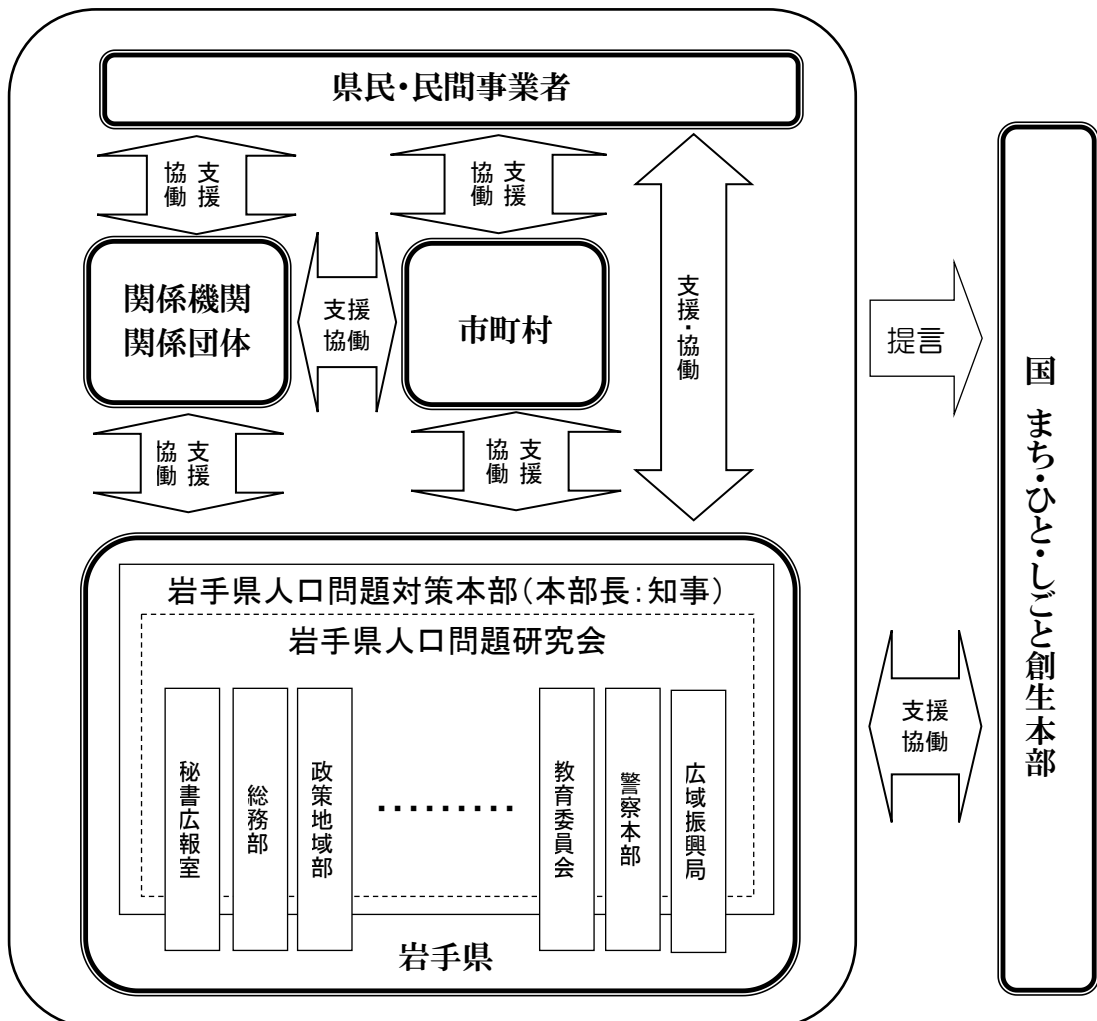 県民・民間事業者
支援
協働
支援
協働
関係機関
関係団体
支援
協働
市町村
支援・協働
提言
支援
協働
支援
協働
国 まち・ひと・しごと創生本部
岩手県人口問題対策本部(本部長:知事)
岩手県人口問題研究会
秘書広報室
総務部
政策地域部
………
教育委員会
警察本部
広域振興局
支援
協働
岩手県